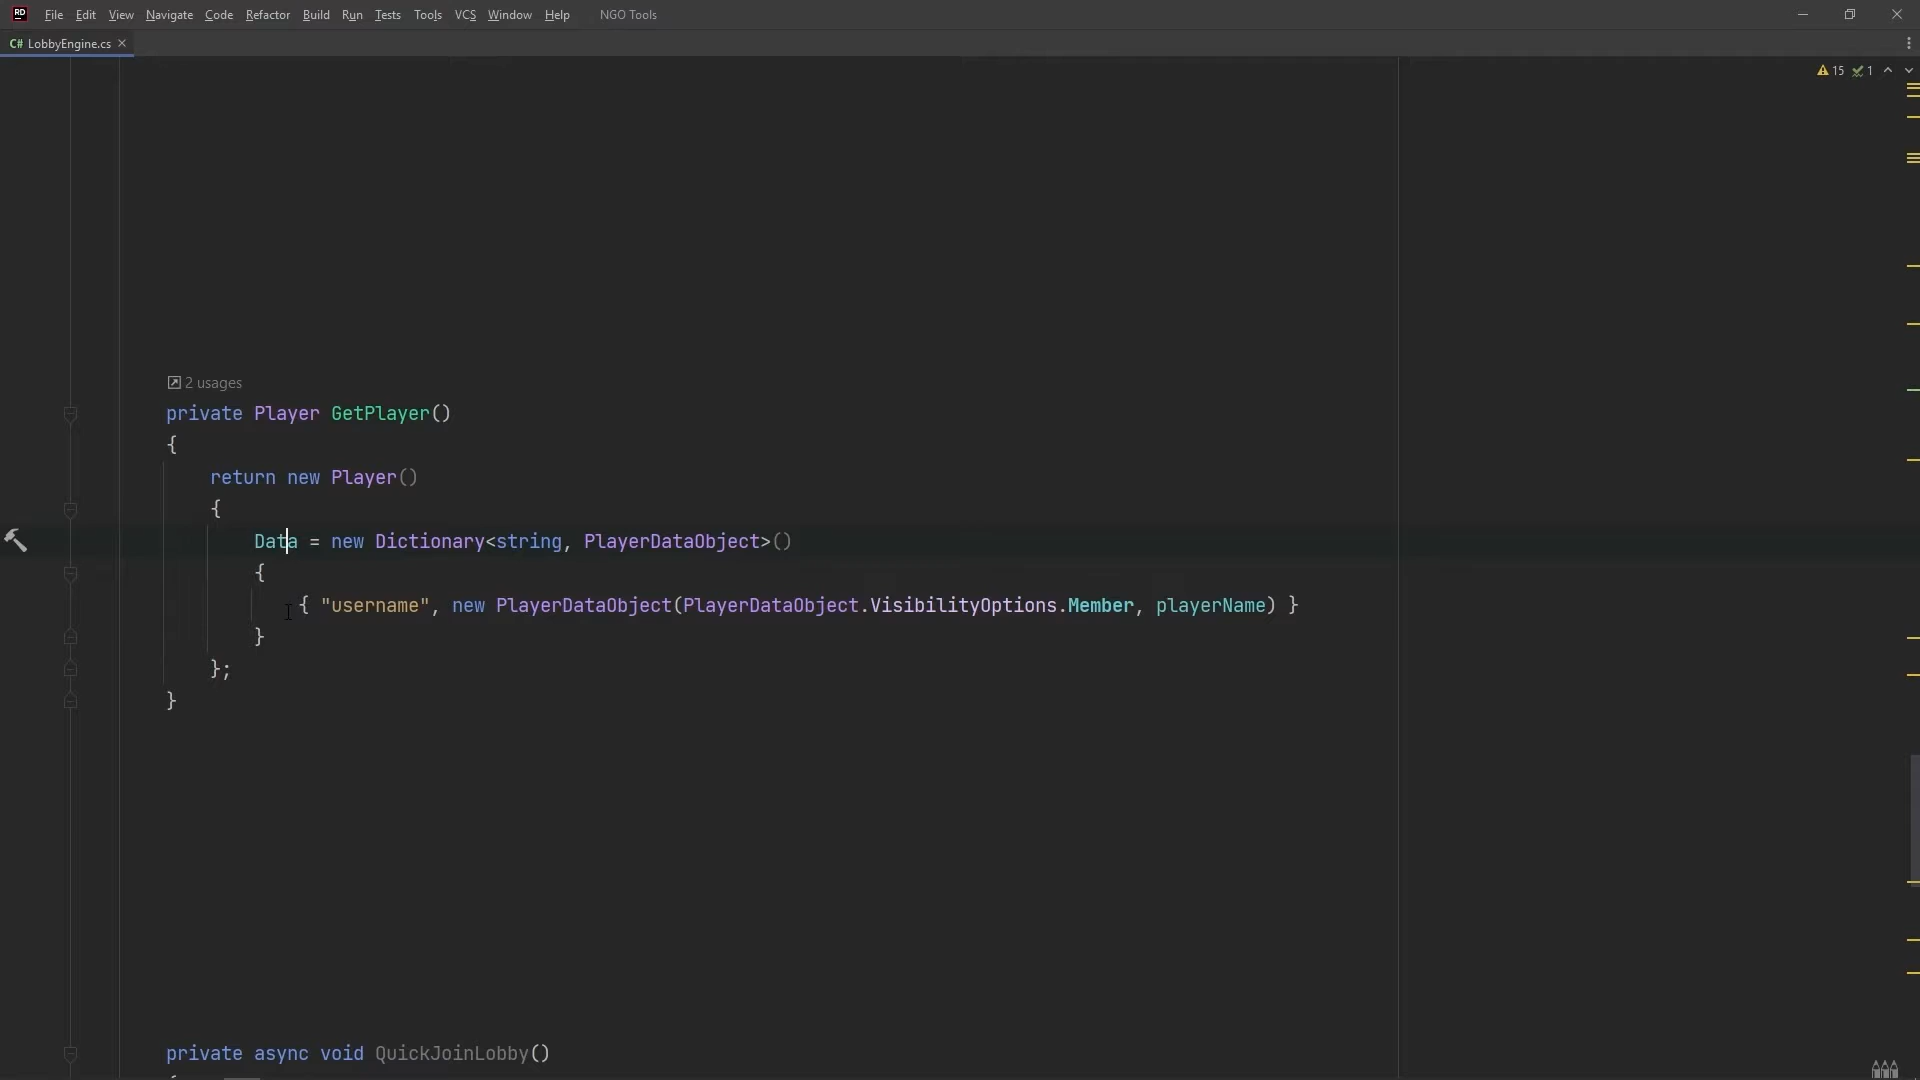 RD File Edit View Navigate Code Refactor Build Run Tests Tools VCS Window Help NGO Tools
C# LobbyEngine.cs
15 1
2 usages
private Player GetPlayer()
{
return new Player()
{
Data = new Dictionary<string, PlayerDataObject>()
{
{ "username", new PlayerDataObject(PlayerDataObject.VisibilityOptions.Member, playerName) }
}
};
}
private async void QuickJoinLobby()